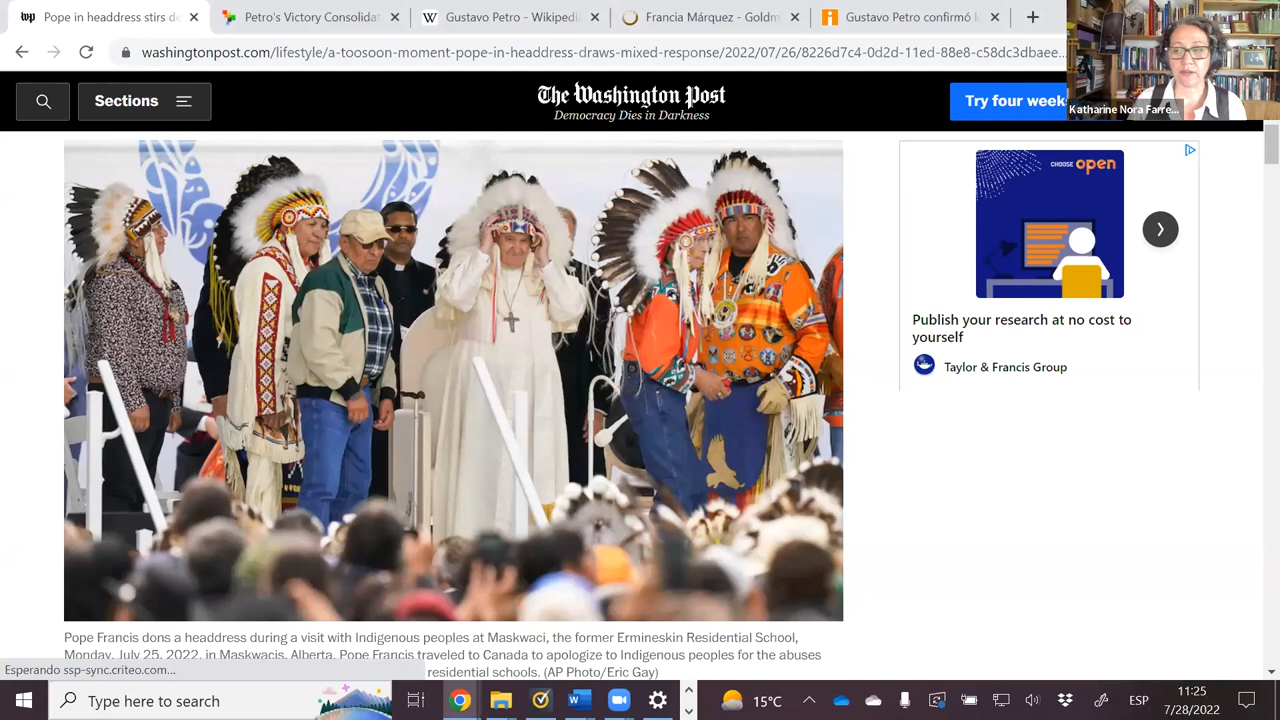 Pope in headdress stirs de
Petro's Victory Consolidat
Gustavo Petro - Wikipedia
Francia Márquez - Goldm
Gustavo Petro confirmó l
washingtonpost.com/lifestyle/a-toossoon-moment-pope-in-headdress-draws-mixed-response/2022/07/26/8226d7c4-0d2d-11ed-88e8-c58dc3dbaee...
Sections
The Washington Post
Democracy Dies in Darkness
Try four week
Katharine Nora Farre...
CHOOSE open
Publish your research at no cost to
yourself
Taylor & Francis Group
Pope Francis dons a headdress during a visit with Indigenous peoples at Maskwaci, the former Ermineskin Residential School,
Monday, July 25, 2022, in Maskwacis, Alberta. Pope Francis traveled to Canada to apologize to Indigenous peoples for the abuses
residential schools. (AP Photo/Eric Gay)
Esperando ssp-sync.criteo.com...
Type here to search
15°C
ESP
11:25
7/28/2022